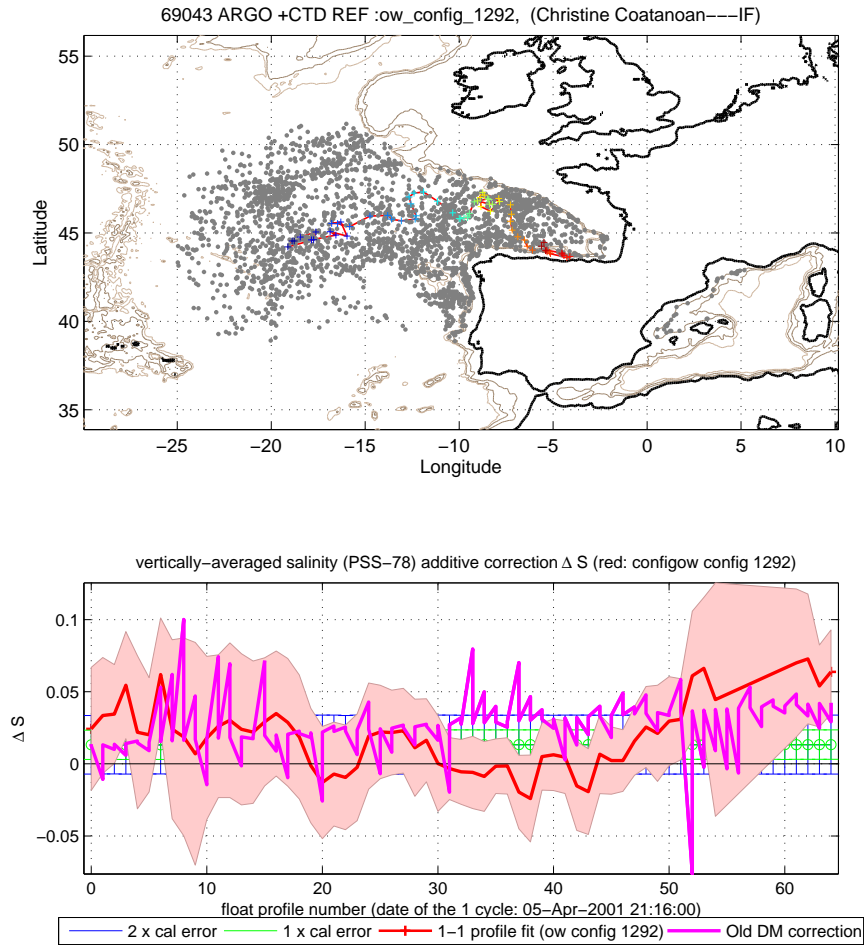 69043 ARGO +CTD REF :ow_config_1292,  (Christine Coatanoan---IF)
55
50
45
40
35
Latitude
−25 −20 −15 −10 −5 0 5 10
Longitude
vertically−averaged salinity (PSS−78) additive correction Δ S (red: configow config 1292)
0.1
0.05
0
−0.05
Δ S
0 10 20 30 40 50 60
float profile number (date of the 1 cycle: 05−Apr−2001 21:16:00)
2 x cal error 1 x cal error 1−1 profile fit (ow config 1292) Old DM correction